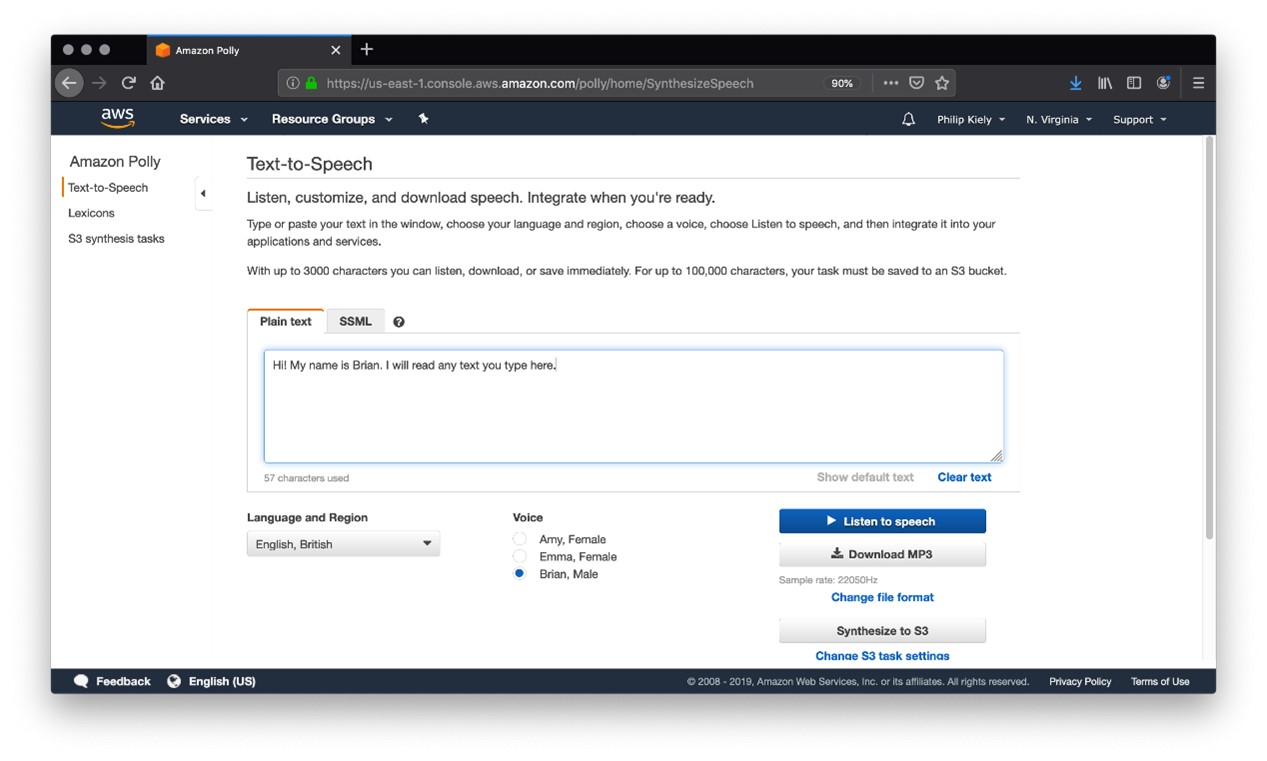 Amazon Polly
https://us-east-1.console.aws.amazon.com/polly/home/SynthesizeSpeech 90%
aws Services Resource Groups Philip Kiely N. Virginia Support
Amazon Polly
Text-to-Speech
Lexicons
S3 synthesis tasks
Text-to-Speech
Listen, customize, and download speech. Integrate when you're ready.
Type or paste your text in the window, choose your language and region, choose a voice, choose Listen to speech, and then integrate it into your
applications and services.
With up to 3000 characters you can listen, download, or save immediately. For up to 100,000 characters, your task must be saved to an S3 bucket.
Plain text SSML
Hi! My name is Brian. I will read any text you type here.
57 characters used Show default text Clear text
Language and Region
English, British
Voice
Amy, Female
Emma, Female
Brian, Male
Listen to speech
Download MP3
Sample rate: 22050Hz
Change file format
Synthesize to S3
Change S3 task settings
Feedback English (US) © 2008 - 2019, Amazon Web Services, Inc. or its affiliates. All rights reserved. Privacy Policy Terms of Use